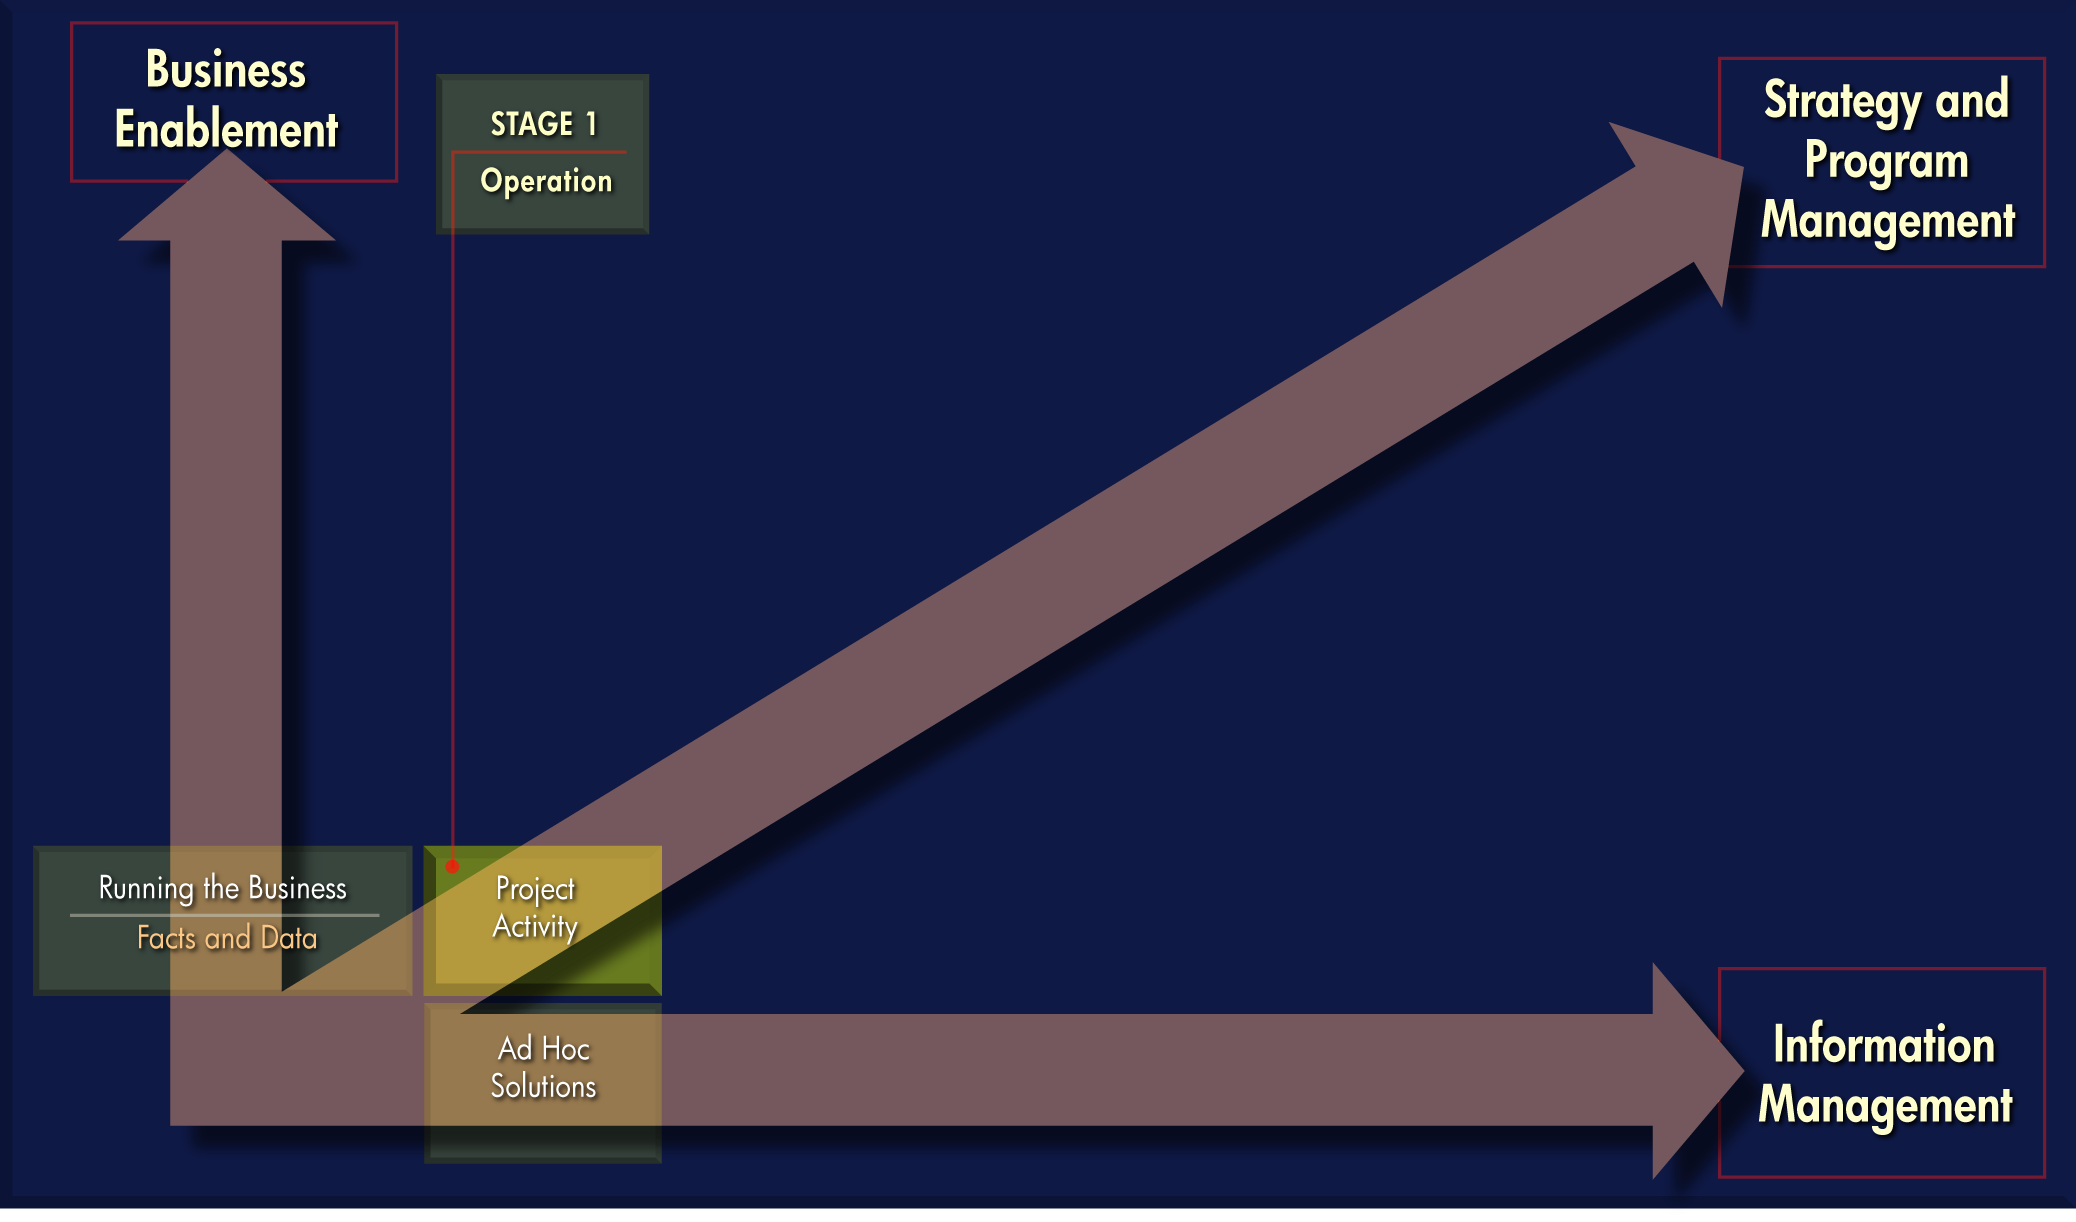 Business
Enablement
STAGE 1
Operation
Strategy and
Program
Management
Running the Business
Facts and Data
Project
Activity
Ad Hoc
Solutions
Information
Management